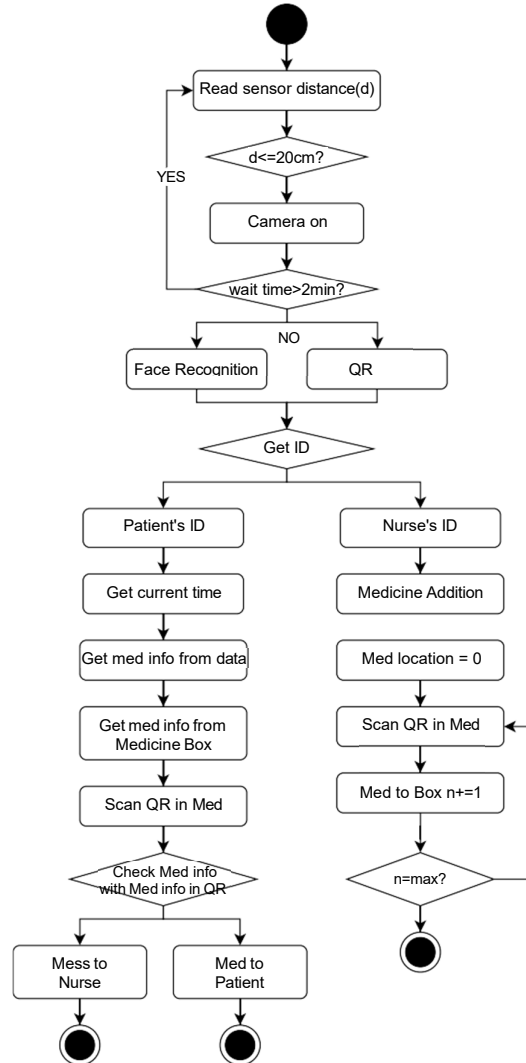 Read sensor distance(d)
d<=20cm?
YES
Camera on
wait time>2min?
NO
Face Recognition
QR
Get ID
Patient's ID
Nurse's ID
Get current time
Medicine Addition
Get med info from data
Med location = 0
Get med info from
Medicine Box
Scan QR in Med
Scan QR in Med
Med to Box n+=1
Check Med info
with Med info in QR
n=max?
Mess to
Nurse
Med to
Patient